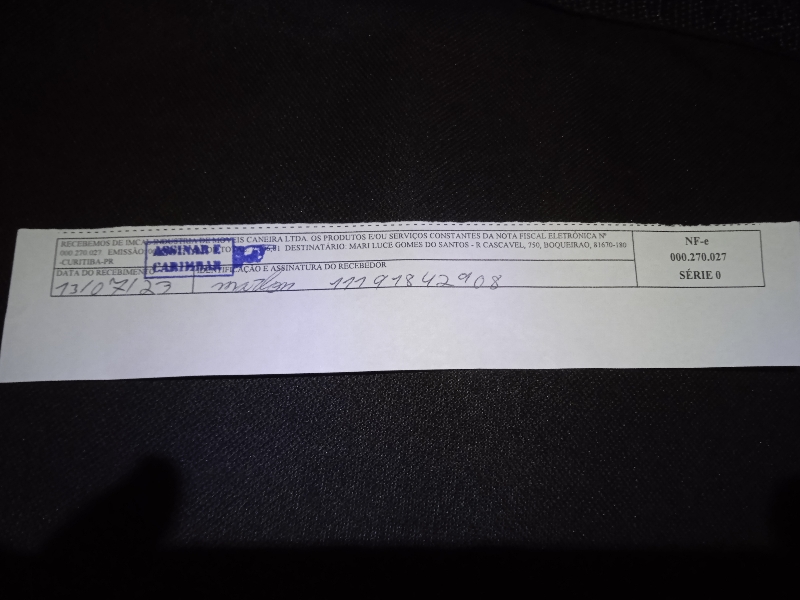 RECEBEMOS DE IMCAL INDUSTRIA DE MOVEIS CANEIRA LTDA. OS PRODUTOS E/OU SERVIÇOS CONSTANTES DA NOTA FISCAL ELETRÔNICA Nº
000.270.027 EMISSÃO DESTINATÁRIO: MARI LUCE GOMES DO SANTOS - R CASCAVEL, 750, BOQUEIRAO, 81670-180
-CURITIBA-PR
ASSINAR E
CARIMBAR
DATA DO RECEBIMENTO
IDENTIFICAÇÃO E ASSINATURA DO RECEBEDOR
13/07/23
11191842908
NF-e
000.270.027
SÉRIE 0